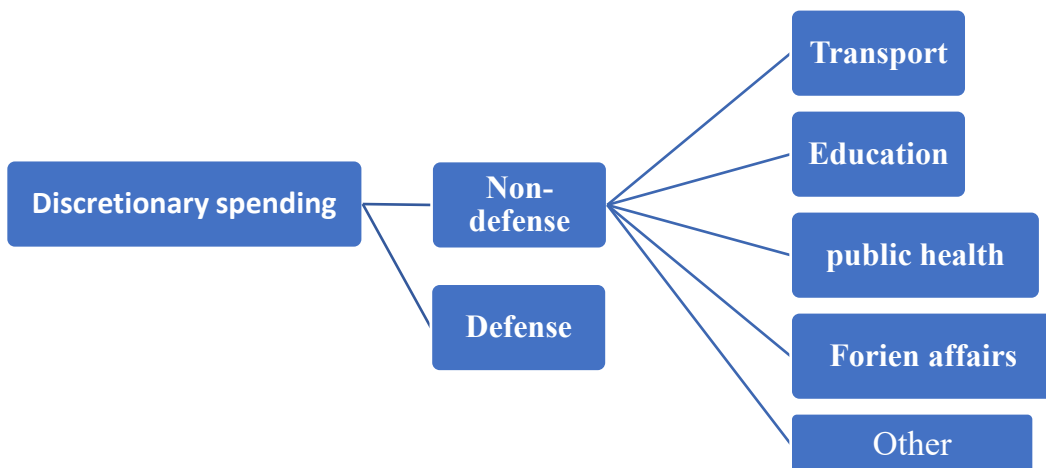 Transport
Education
Discretionary spending
Non-
defense
public health
Defense
Forien affairs
Other